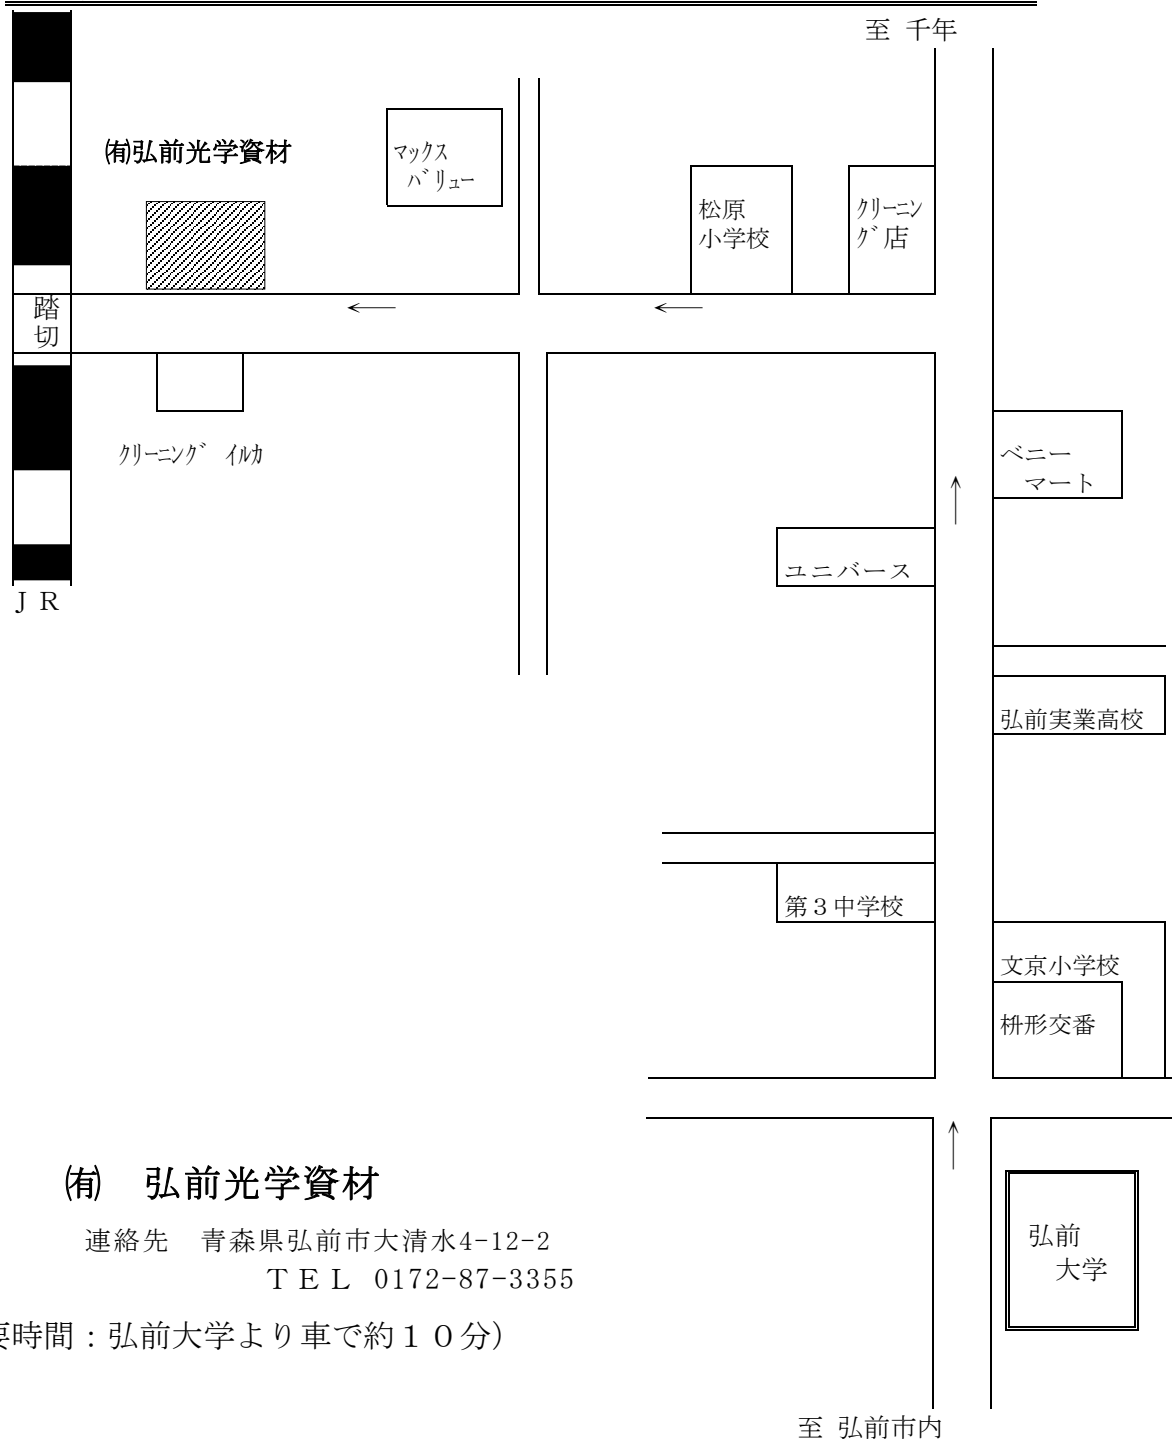 至 千年
㈲弘前光学資材
マックス
バリュー
松原
小学校
クリーニン
グ店
踏
切
クリーニング イルカ
ベニー
マート
ユニバース
ＪＲ
弘前実業高校
第３中学校
文京小学校
枡形交番
㈲　弘前光学資材
連絡先　青森県弘前市大清水4-12-2
ＴＥＬ 0172-87-3355
要時間：弘前大学より車で約１０分）
弘前
大学
至 弘前市内